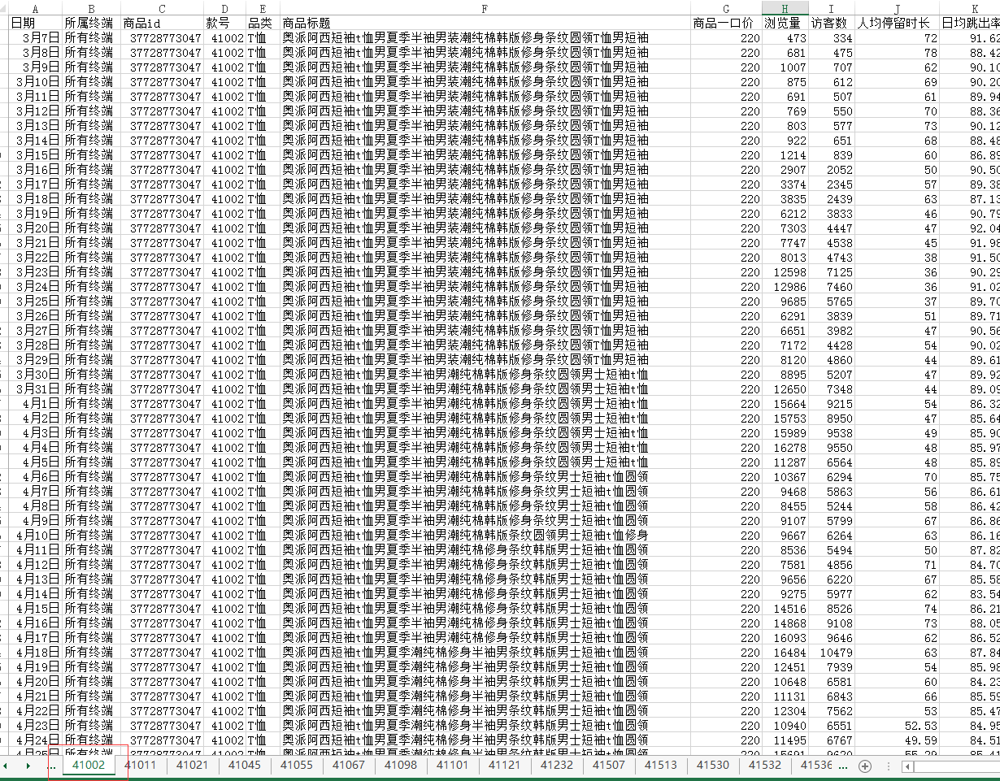 A B C D E F G H I J K
日期 所属终端 商品id 款号 品类 商品标题 商品一口价 浏览量 访客数 人均停留时长 日均跳出率
3月7日 所有终端 37728773047 41002 T恤 奥派阿西短袖t恤男夏季半袖男装潮纯棉韩版修身条纹圆领T恤男短袖 220 473 334 72 91.62
3月8日 所有终端 37728773047 41002 T恤 奥派阿西短袖t恤男夏季半袖男装潮纯棉韩版修身条纹圆领T恤男短袖 220 681 475 78 88.42
3月9日 所有终端 37728773047 41002 T恤 奥派阿西短袖t恤男夏季半袖男装潮纯棉韩版修身条纹圆领T恤男短袖 220 1007 707 62 90.10
3月10日 所有终端 37728773047 41002 T恤 奥派阿西短袖t恤男夏季半袖男装潮纯棉韩版修身条纹圆领T恤男短袖 220 875 612 69 90.20
3月11日 所有终端 37728773047 41002 T恤 奥派阿西短袖t恤男夏季半袖男装潮纯棉韩版修身条纹圆领T恤男短袖 220 691 507 61 89.94
3月12日 所有终端 37728773047 41002 T恤 奥派阿西短袖t恤男夏季半袖男装潮纯棉韩版修身条纹圆领T恤男短袖 220 769 550 70 88.36
3月13日 所有终端 37728773047 41002 T恤 奥派阿西短袖t恤男夏季半袖男装潮纯棉韩版修身条纹圆领T恤男短袖 220 803 577 73 90.12
3月14日 所有终端 37728773047 41002 T恤 奥派阿西短袖t恤男夏季半袖男装潮纯棉韩版修身条纹圆领T恤男短袖 220 922 651 68 88.48
3月15日 所有终端 37728773047 41002 T恤 奥派阿西短袖t恤男夏季半袖男装潮纯棉韩版修身条纹圆领T恤男短袖 220 1214 839 60 86.89
3月16日 所有终端 37728773047 41002 T恤 奥派阿西短袖t恤男夏季半袖男装潮纯棉韩版修身条纹圆领T恤男短袖 220 2907 2052 50 90.50
3月17日 所有终端 37728773047 41002 T恤 奥派阿西短袖t恤男夏季半袖男装潮纯棉韩版修身条纹圆领T恤男短袖 220 3374 2345 57 89.38
3月18日 所有终端 37728773047 41002 T恤 奥派阿西短袖t恤男夏季半袖男装潮纯棉韩版修身条纹圆领T恤男短袖 220 3835 2439 63 87.13
3月19日 所有终端 37728773047 41002 T恤 奥派阿西短袖t恤男夏季半袖男装潮纯棉韩版修身条纹圆领T恤男短袖 220 6212 3833 46 90.79
3月20日 所有终端 37728773047 41002 T恤 奥派阿西短袖t恤男夏季半袖男装潮纯棉韩版修身条纹圆领T恤男短袖 220 7303 4447 47 92.04
3月21日 所有终端 37728773047 41002 T恤 奥派阿西短袖t恤男夏季半袖男装潮纯棉韩版修身条纹圆领T恤男短袖 220 7747 4538 45 91.98
3月22日 所有终端 37728773047 41002 T恤 奥派阿西短袖t恤男夏季半袖男装潮纯棉韩版修身条纹圆领T恤男短袖 220 8013 4743 38 91.50
3月23日 所有终端 37728773047 41002 T恤 奥派阿西短袖t恤男夏季半袖男装潮纯棉韩版修身条纹圆领T恤男短袖 220 12598 7125 36 90.29
3月24日 所有终端 37728773047 41002 T恤 奥派阿西短袖t恤男夏季半袖男装潮纯棉韩版修身条纹圆领T恤男短袖 220 12986 7460 36 91.02
3月25日 所有终端 37728773047 41002 T恤 奥派阿西短袖t恤男夏季半袖男装潮纯棉韩版修身条纹圆领T恤男短袖 220 9685 5765 37 89.70
3月26日 所有终端 37728773047 41002 T恤 奥派阿西短袖t恤男夏季半袖男装潮纯棉韩版修身条纹圆领T恤男短袖 220 6291 3839 51 89.71
3月27日 所有终端 37728773047 41002 T恤 奥派阿西短袖t恤男夏季半袖男装潮纯棉韩版修身条纹圆领T恤男短袖 220 6651 3982 47 90.56
3月28日 所有终端 37728773047 41002 T恤 奥派阿西短袖t恤男夏季半袖男装潮纯棉韩版修身条纹圆领T恤男短袖 220 7172 4428 54 90.02
3月29日 所有终端 37728773047 41002 T恤 奥派阿西短袖t恤男夏季半袖男装潮纯棉韩版修身条纹圆领T恤男短袖 220 8120 4860 44 89.61
3月30日 所有终端 37728773047 41002 T恤 奥派阿西短袖t恤男夏季半袖男潮纯棉韩版修身条纹圆领男士短袖t恤 220 8895 5207 47 89.92
3月31日 所有终端 37728773047 41002 T恤 奥派阿西短袖t恤男夏季半袖男潮纯棉韩版修身条纹圆领男士短袖t恤 220 12650 7348 44 89.09
4月1日 所有终端 37728773047 41002 T恤 奥派阿西短袖t恤男夏季半袖男潮纯棉韩版修身条纹圆领男士短袖t恤 220 15664 9215 54 86.32
4月2日 所有终端 37728773047 41002 T恤 奥派阿西短袖t恤男夏季半袖男潮纯棉韩版修身条纹圆领男士短袖t恤 220 15753 8950 47 85.64
4月3日 所有终端 37728773047 41002 T恤 奥派阿西短袖t恤男夏季半袖男潮纯棉韩版修身条纹圆领男士短袖t恤 220 15989 9538 49 85.90
4月4日 所有终端 37728773047 41002 T恤 奥派阿西短袖t恤男夏季半袖男潮纯棉韩版修身条纹圆领男士短袖t恤 220 16278 9550 48 85.97
4月5日 所有终端 37728773047 41002 T恤 奥派阿西短袖t恤男夏季半袖男潮纯棉韩版修身条纹圆领男士短袖t恤 220 11287 6564 48 85.89
4月6日 所有终端 37728773047 41002 T恤 奥派阿西短袖t恤男夏季半袖男潮纯棉韩版修身条纹男士短袖t恤圆领 220 10367 6294 70 85.75
4月7日 所有终端 37728773047 41002 T恤 奥派阿西短袖t恤男夏季半袖男潮纯棉韩版修身条纹男士短袖t恤圆领 220 9468 5863 56 86.61
4月8日 所有终端 37728773047 41002 T恤 奥派阿西短袖t恤男夏季半袖男潮纯棉韩版修身条纹男士短袖t恤圆领 220 8455 5244 58 86.42
4月9日 所有终端 37728773047 41002 T恤 奥派阿西短袖t恤男夏季半袖男潮纯棉韩版修身条纹男士短袖t恤圆领 220 9107 5799 67 86.86
4月10日 所有终端 37728773047 41002 T恤 奥派阿西短袖t恤男夏季半袖男潮纯棉韩版条纹圆领男士短袖t恤修身 220 9667 6264 63 86.16
4月11日 所有终端 37728773047 41002 T恤 奥派阿西短袖t恤男夏季半袖男潮纯棉修身条纹韩版男士短袖t恤圆领 220 8536 5494 50 87.82
4月12日 所有终端 37728773047 41002 T恤 奥派阿西短袖t恤男夏季半袖男潮纯棉修身条纹韩版男士短袖t恤圆领 220 7581 4856 71 84.70
4月13日 所有终端 37728773047 41002 T恤 奥派阿西短袖t恤男夏季半袖男潮纯棉修身条纹韩版男士短袖t恤圆领 220 9656 6220 67 85.58
4月14日 所有终端 37728773047 41002 T恤 奥派阿西短袖t恤男夏季半袖男潮纯棉修身条纹韩版男士短袖t恤圆领 220 9275 5977 62 83.54
4月15日 所有终端 37728773047 41002 T恤 奥派阿西短袖t恤男夏季半袖男潮纯棉修身条纹韩版男士短袖t恤圆领 220 14516 8526 74 86.21
4月16日 所有终端 37728773047 41002 T恤 奥派阿西短袖t恤男夏季半袖男潮纯棉修身条纹韩版男士短袖t恤圆领 220 14868 9108 73 88.05
4月17日 所有终端 37728773047 41002 T恤 奥派阿西短袖t恤男夏季半袖男潮纯棉修身条纹韩版男士短袖t恤圆领 220 16093 9646 62 86.52
4月18日 所有终端 37728773047 41002 T恤 奥派阿西短袖t恤男夏季潮纯棉修身半袖男条纹韩版男士短袖t恤圆领 220 16484 10479 63 87.84
4月19日 所有终端 37728773047 41002 T恤 奥派阿西短袖t恤男夏季潮纯棉修身半袖男条纹韩版男士短袖t恤圆领 220 12451 7939 54 85.98
4月20日 所有终端 37728773047 41002 T恤 奥派阿西短袖t恤男夏季潮纯棉修身半袖男条纹韩版男士短袖t恤圆领 220 10648 6581 60 84.23
4月21日 所有终端 37728773047 41002 T恤 奥派阿西短袖t恤男夏季潮纯棉修身半袖男条纹韩版男士短袖t恤圆领 220 11131 6843 66 85.59
4月22日 所有终端 37728773047 41002 T恤 奥派阿西短袖t恤男夏季潮纯棉修身半袖男条纹韩版男士短袖t恤圆领 220 12304 7562 53 85.47
4月23日 所有终端 37728773047 41002 T恤 奥派阿西短袖t恤男夏季潮纯棉修身半袖男条纹韩版男士短袖t恤圆领 220 10940 6551 52.53 84.95
4月24日 所有终端 37728773047 41002 T恤 奥派阿西短袖t恤男夏季潮纯棉修身半袖男条纹韩版男士短袖t恤圆领 220 11495 6767 49.59 84.51
... 41002 41011 41021 41045 41055 41067 41098 41101 41121 41232 41507 41513 41530 41532 41536 ...